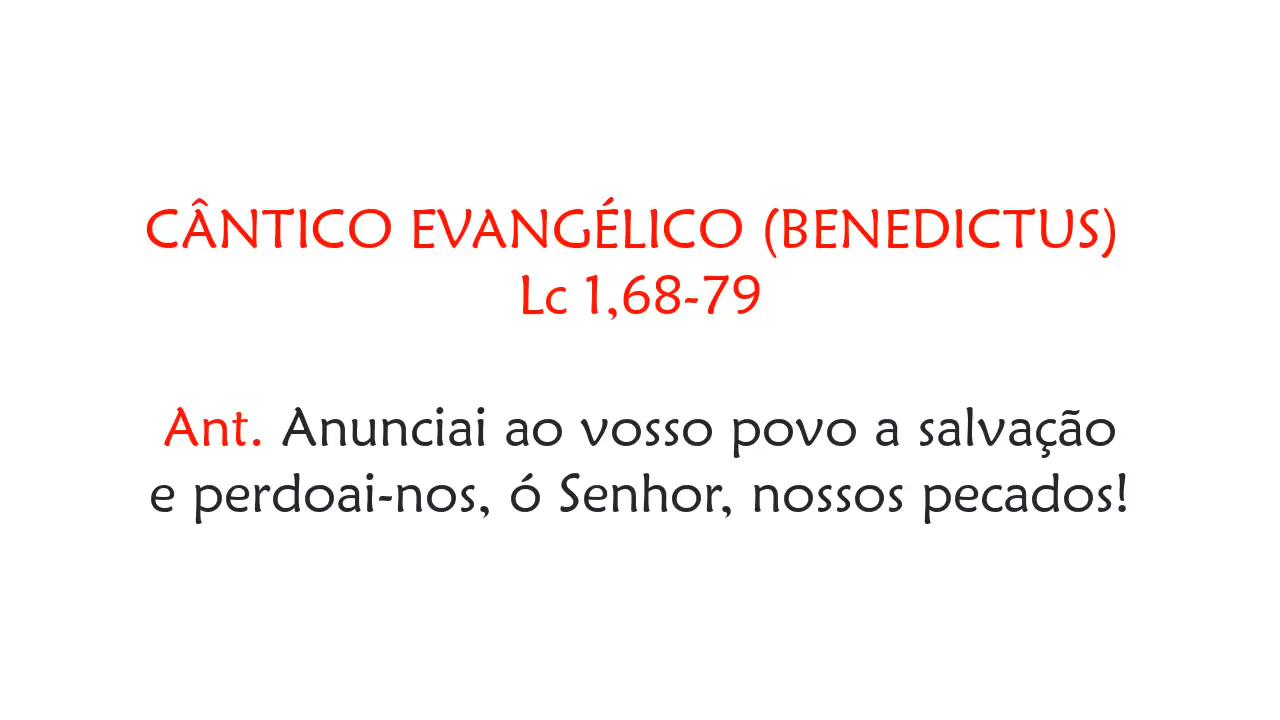 CÂNTICO EVANGÉLICO (BENEDICTUS)
Lc 1,68-79
Ant. Anunciai ao vosso povo a salvação
e perdoai-nos, ó Senhor, nossos pecados!